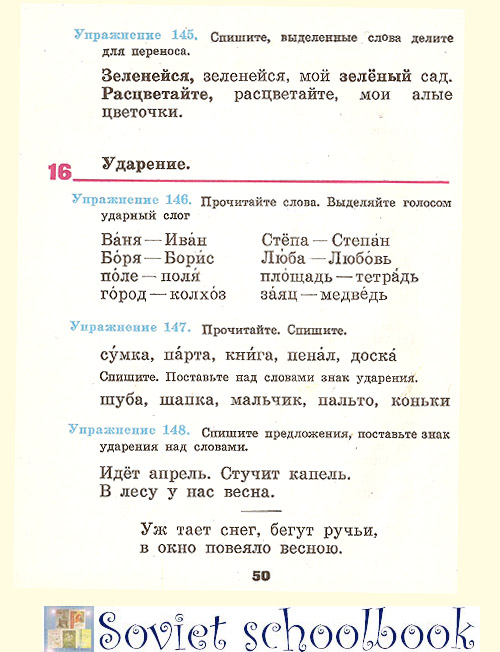 Упражнение 145. Спишите, выделенные слова делите
для переноса.
Зеленейся, зеленейся, мой зелёный сад.
Расцветайте, расцветайте, мои алые
цветочки.
16 Ударение.
Упражнение 146. Прочитайте слова. Выделяйте голосом
ударный слог
Ва́ня — Ива́н Стёпа — Степа́н
Бо́ря — Бори́с Лю́ба — Любо́вь
по́ле — поля́ пло́щадь — тетра́дь
го́род — колхо́з за́яц — медве́дь
Упражнение 147. Прочитайте. Спишите.
су́мка, па́рта, кни́га, пена́л, доска́
Спишите. Поставьте над словами знак ударения.
шуба, шапка, мальчик, пальто, коньки
Упражнение 148. Спишите предложения, поставьте знак
ударения над словами.
Идёт апрель. Стучит капель.
В лесу у нас весна.
Уж тает снег, бегут ручьи,
в окно повеяло весною.
50
Soviet schoolbook